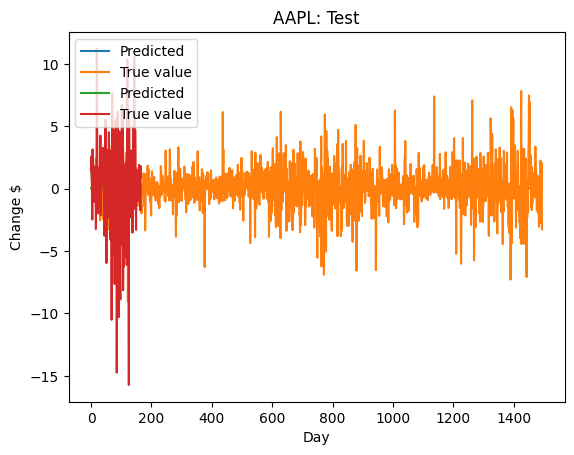 AAPL: Test
Predicted
True value
Predicted
True value
10
5
0
−5
−10
−15
Change $
0
200
400
600
800
1000
1200
1400
Day